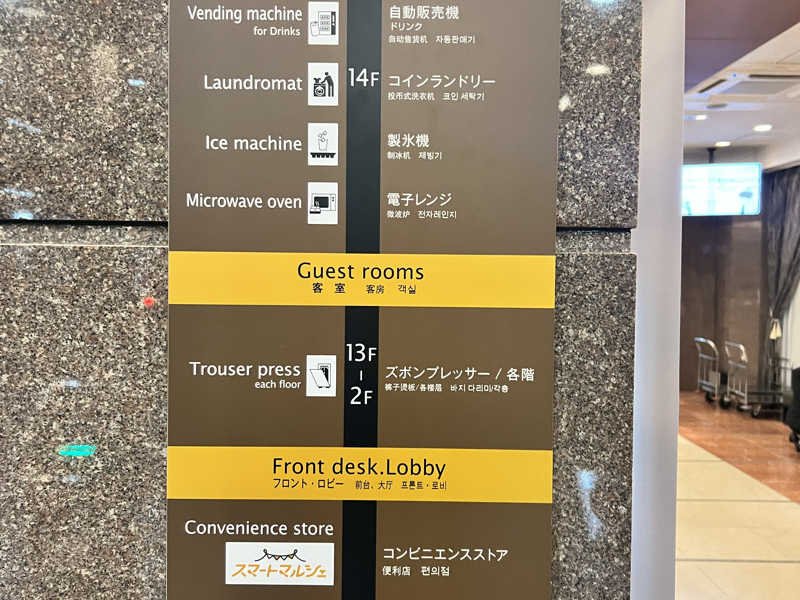 Vending machine
for Drinks
自動販売機
ドリンク
自动售货机 自动판매기
Laundromat
14F
コインランドリー
投币式洗衣机 코인 세탁기
Ice machine
製氷機
制冰机 제빙기
Microwave oven
電子レンジ
微波炉 전자레인지
Guest rooms
客 室 客房 객실
Trouser press
each floor
13F
-
2F
ズボンプレッサー / 各階
裤子烫板/各楼层 바지 다리미/각층
Front desk.Lobby
フロント・ロビー 前台、大厅 프론트・로비
Convenience store
スマートマルシェ
コンビニエンスストア
便利店 편의점